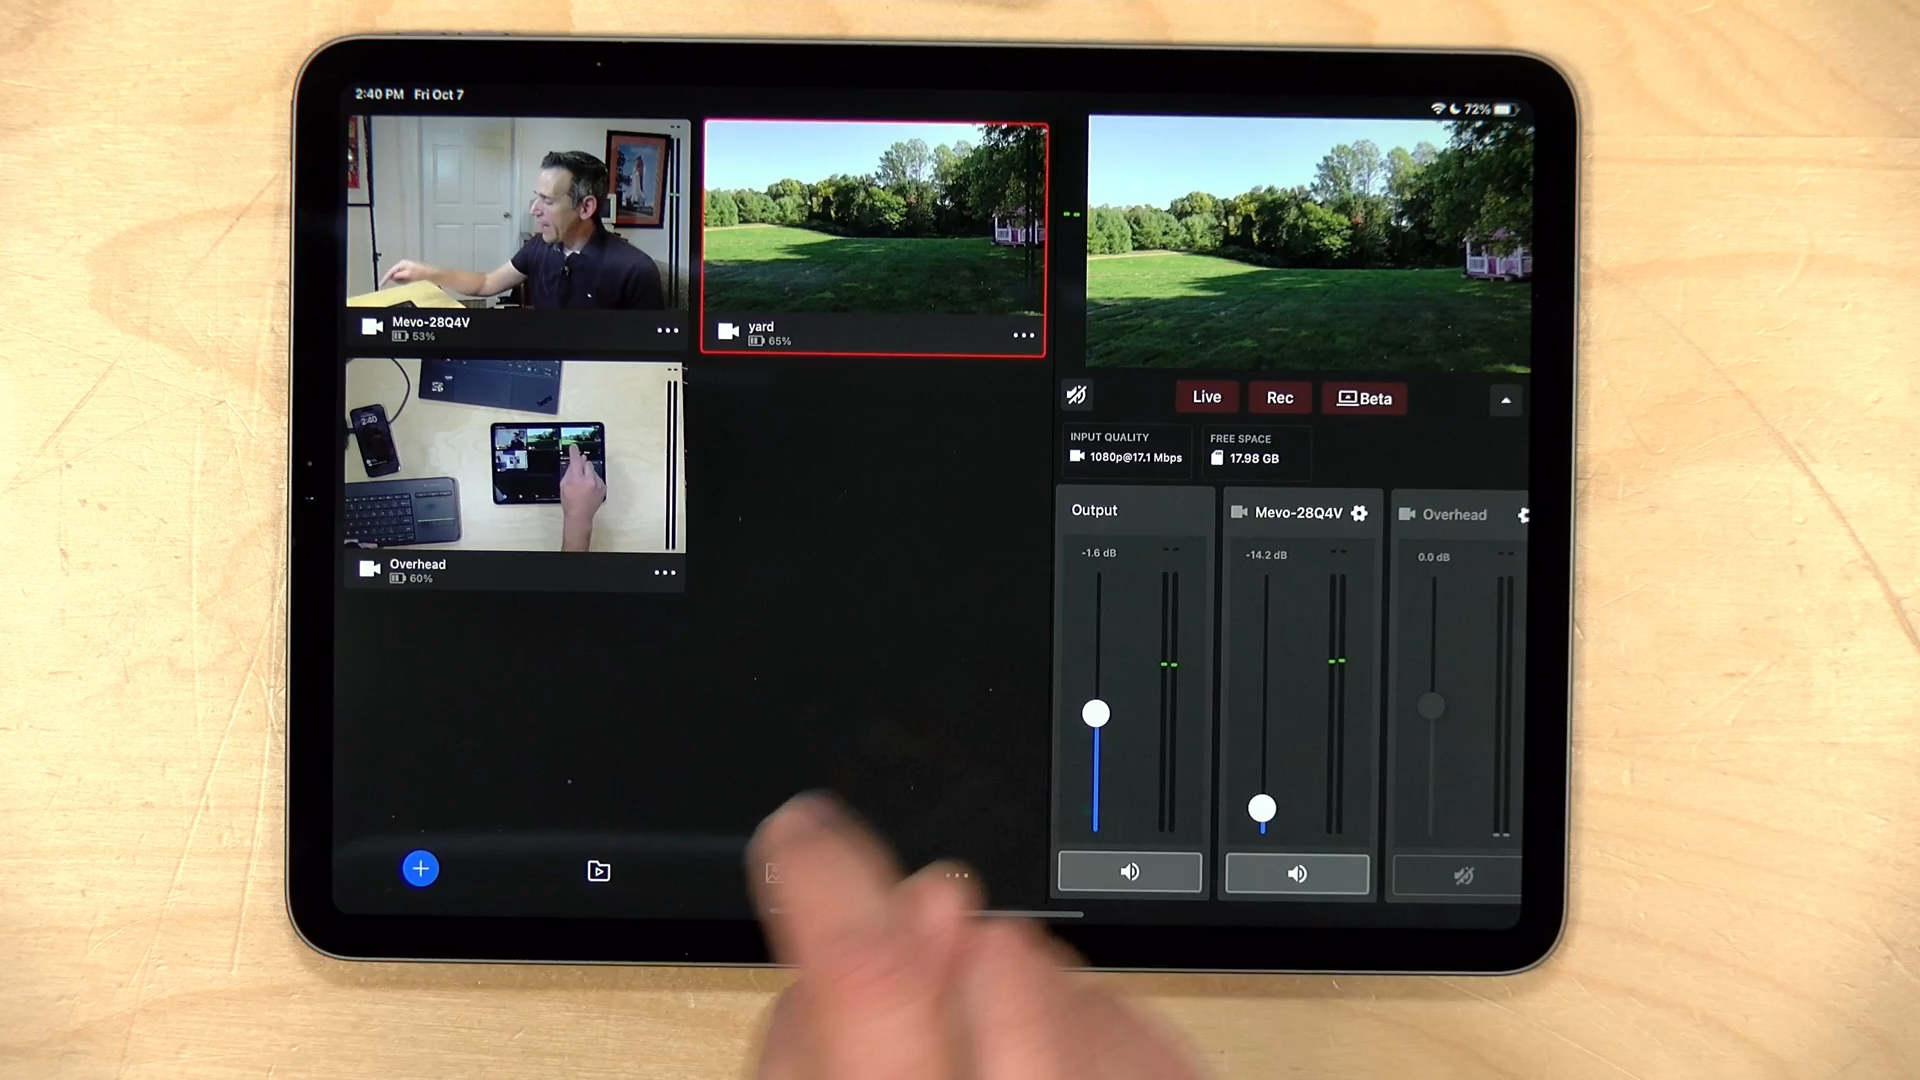 2:40 PM Fri Oct 7
72%
Mevo-28Q4V
53%
yard
65%
Overhead
60%
2:40
Live
Rec
Beta
INPUT QUALITY
1080p@17.1 Mbps
FREE SPACE
17.98 GB
Output
-1.6 dB
Mevo-28Q4V
-14.2 dB
Overhead
0.0 dB